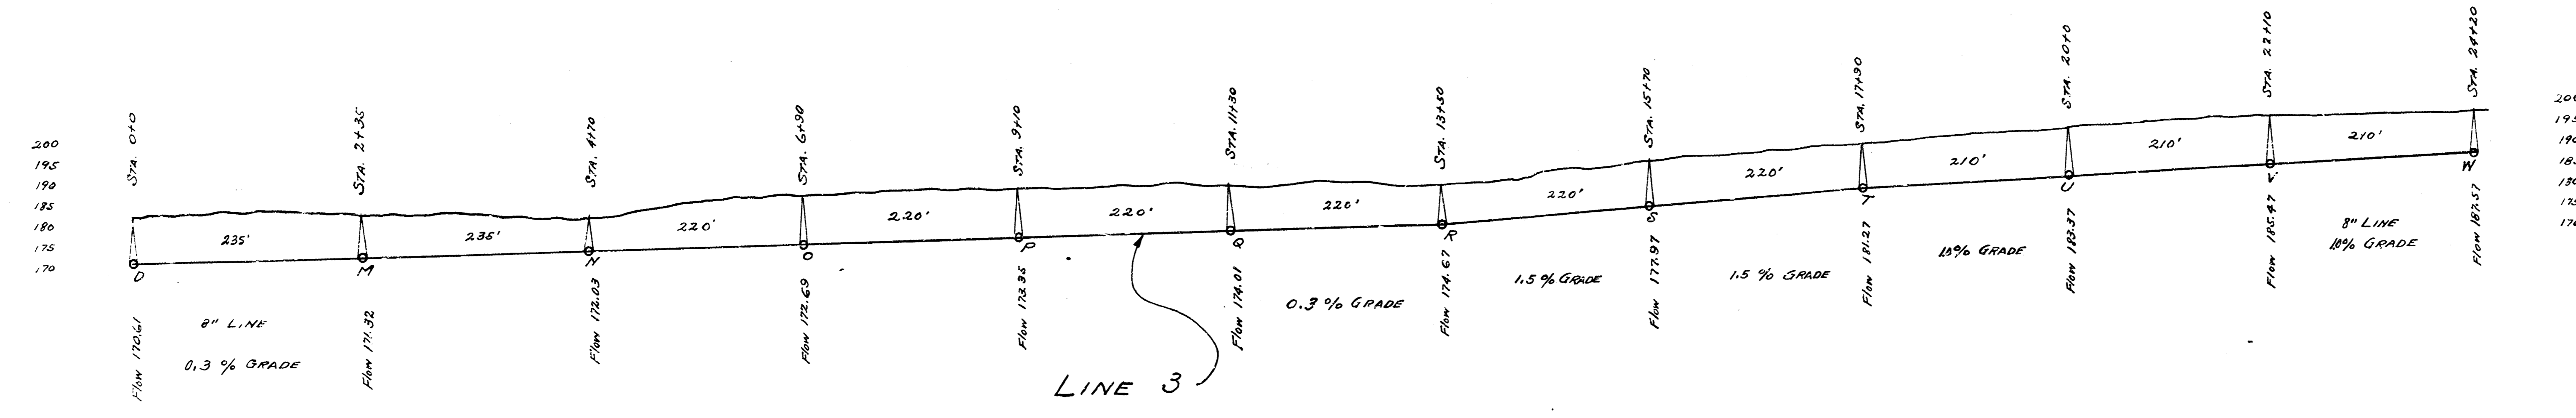 200
195
190
185
180
175
170
STA. 0+0
STA. 2+35
STA. 4+70
STA. 6+90
STA. 9+10
STA. 11+30
STA. 13+50
STA. 15+70
STA. 17+90
STA. 20+0
STA. 22+10
STA. 24+20
235'
235'
220'
220'
220'
220'
220'
220'
210'
210'
210'
D
M
N
O
P
Q
R
S
T
U
V
W
Flow 170.61
Flow 171.32
Flow 172.03
Flow 172.69
Flow 173.35
Flow 174.01
Flow 174.67
Flow 177.97
Flow 181.27
Flow 183.37
Flow 185.47
Flow 187.57
8" LINE
0.3 % GRADE
0.3 % GRADE
1.5 % GRADE
1.5 % GRADE
1.0% GRADE
8" LINE
1.0% GRADE
LINE 3
200
195
190